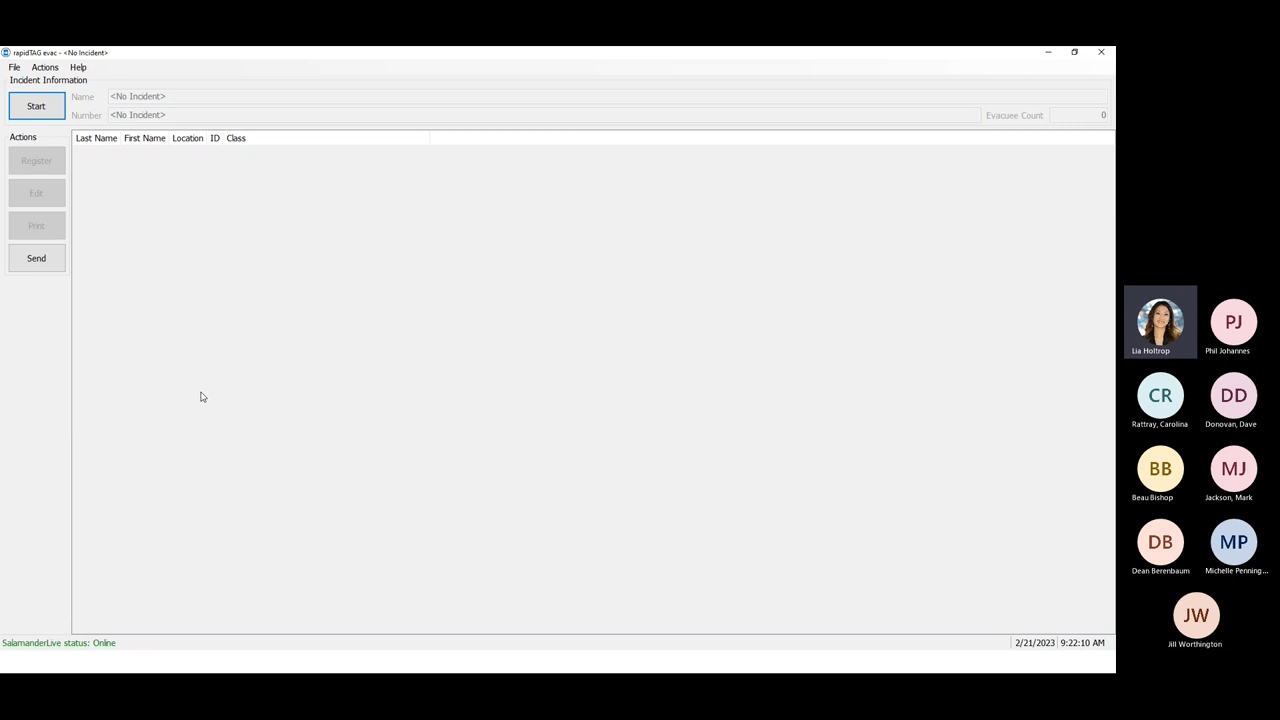 rapidTAG evac - <No Incident>
File Actions Help
Incident Information
Start
Name <No Incident>
Number <No Incident> Evacuee Count 0
Actions
Last Name First Name Location ID Class
Register
Edit
Print
Send
SalamanderLive status: Online
2/21/2023 9:22:10 AM
Lia Holtrop
PJ
Phil Johannes
CR
Rattray, Carolina
DD
Donovan, Dave
BB
Beau Bishop
MJ
Jackson, Mark
DB
Dean Berenbaum
MP
Michelle Penning...
JW
Jill Worthington